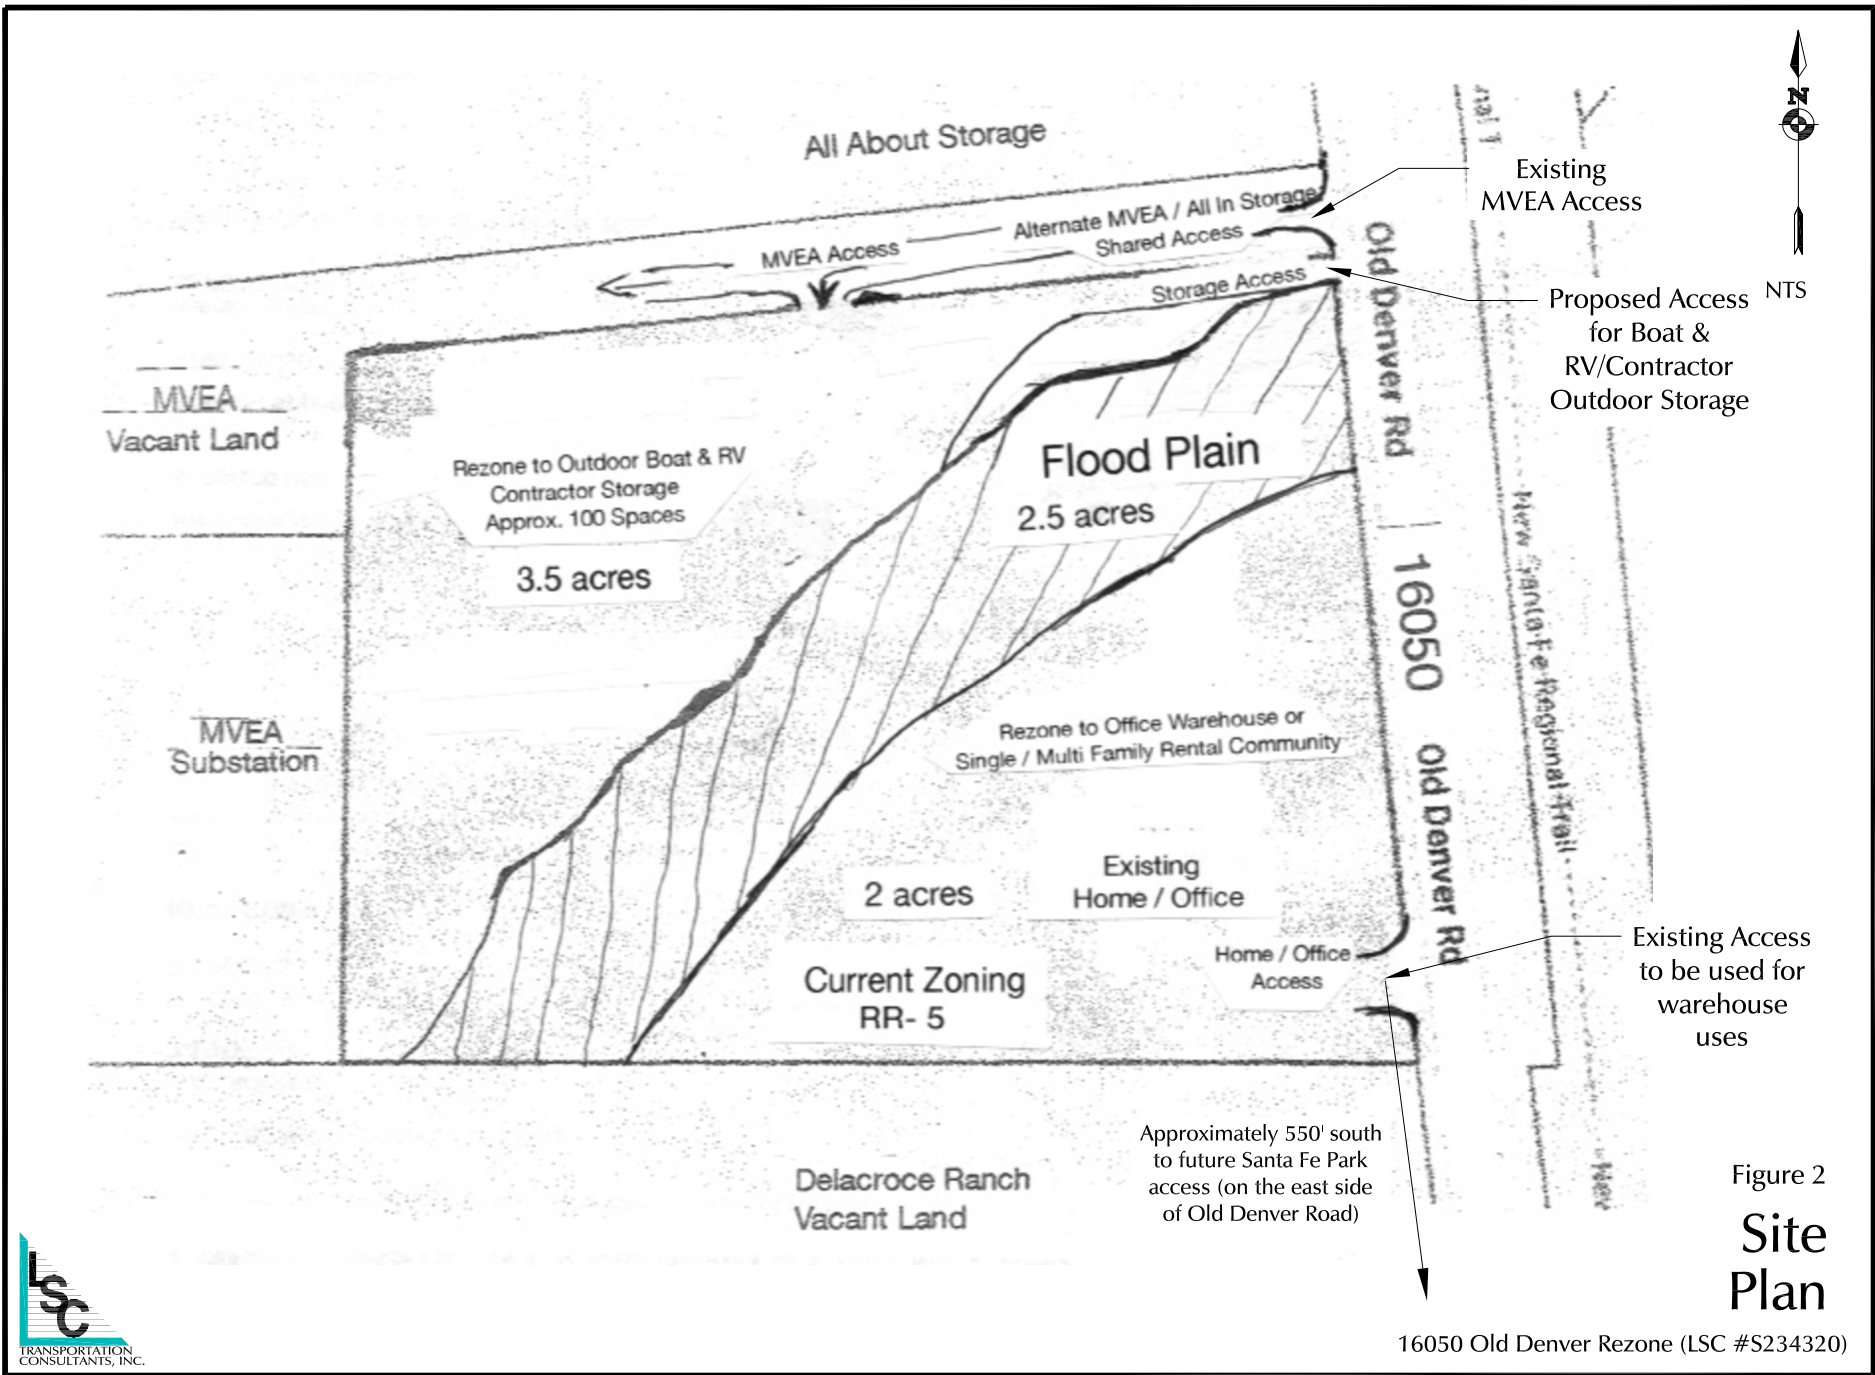 All About Storage
Existing
MVEA Access
N
NTS
Alternate MVEA / All In Storage
MVEA Access
Shared Access
Storage Access
Old Denver Rd
Proposed Access
for Boat &
RV/Contractor
Outdoor Storage
MVEA
Vacant Land
Rezone to Outdoor Boat & RV
Contractor Storage
Approx. 100 Spaces
3.5 acres
Flood Plain
2.5 acres
16050
Old Denver Rd
New Santa Fe Regional Trail
MVEA
Substation
Rezone to Office Warehouse or
Single / Multi Family Rental Community
2 acres
Existing
Home / Office
Home / Office
Access
Current Zoning
RR- 5
Existing Access
to be used for
warehouse
uses
Approximately 550' south
to future Santa Fe Park
access (on the east side
of Old Denver Road)
Delacroce Ranch
Vacant Land
Figure 2
Site
Plan
16050 Old Denver Rezone (LSC #S234320)
LSC
TRANSPORTATION
CONSULTANTS, INC.